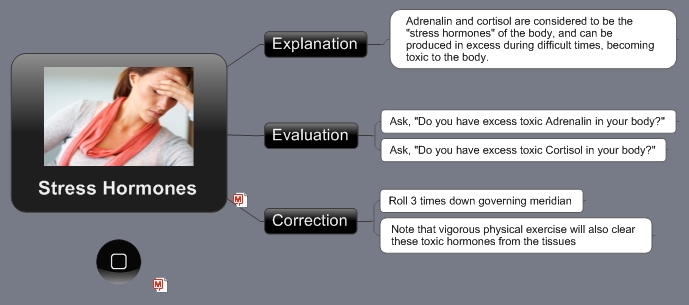 Stress Hormones
Explanation
Adrenalin and cortisol are considered to be the
"stress hormones" of the body, and can be
produced in excess during difficult times, becoming
toxic to the body.
Evaluation
Ask, "Do you have excess toxic Adrenalin in your body?"
Ask, "Do you have excess toxic Cortisol in your body?"
Correction
Roll 3 times down governing meridian
Note that vigorous physical exercise will also clear
these toxic hormones from the tissues
M
M